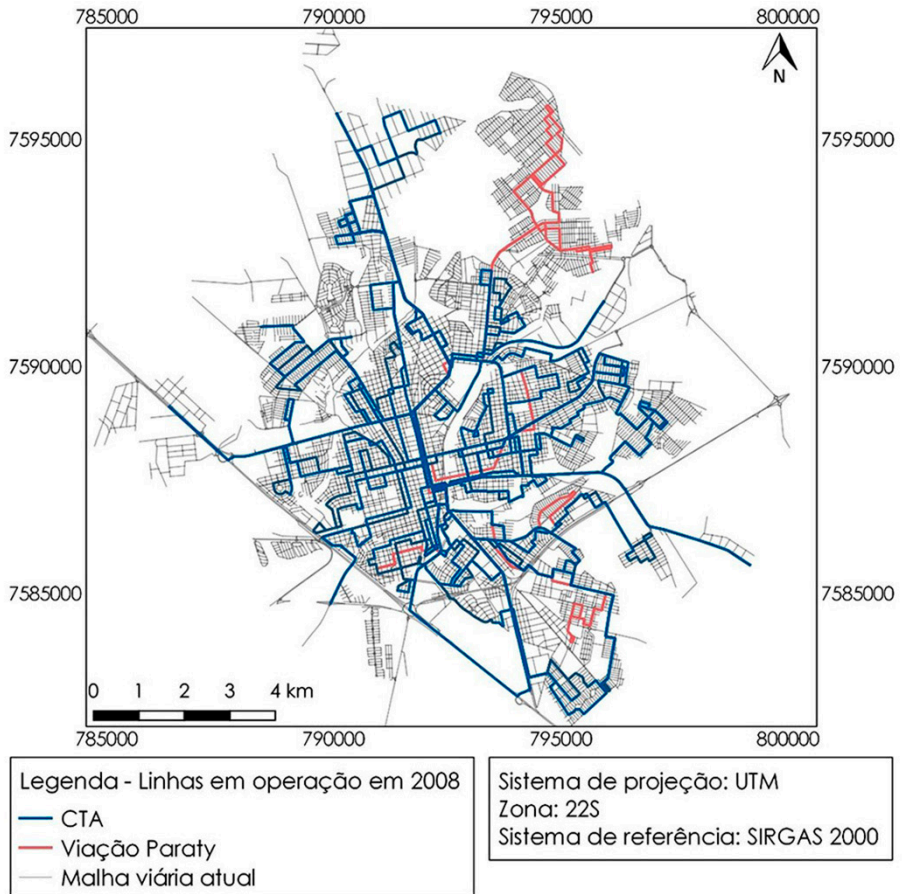 785000 790000 795000 800000
N
7595000 7595000
7590000 7590000
7585000 7585000
0 1 2 3 4 km
785000 790000 795000 800000
Legenda - Linhas em operação em 2008
CTA
Viação Paraty
Malha viária atual
Sistema de projeção: UTM
Zona: 22S
Sistema de referência: SIRGAS 2000